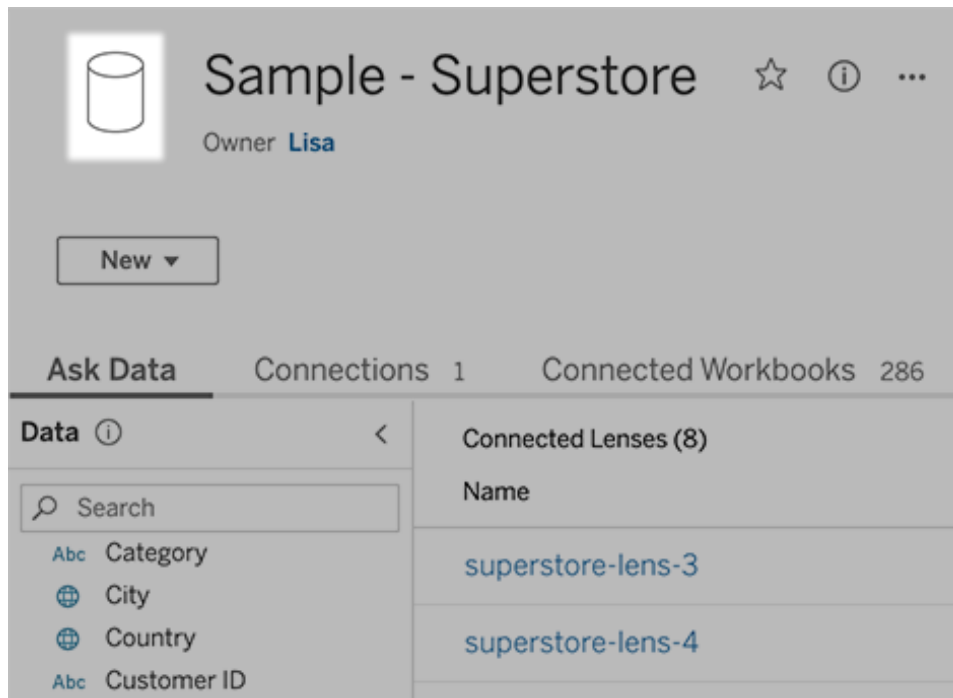 Sample - Superstore
Owner Lisa
New
Ask Data Connections 1 Connected Workbooks 286
Data
Connected Lenses (8)
Search
Name
Abc Category
City
Country
Abc Customer ID
superstore-lens-3
superstore-lens-4